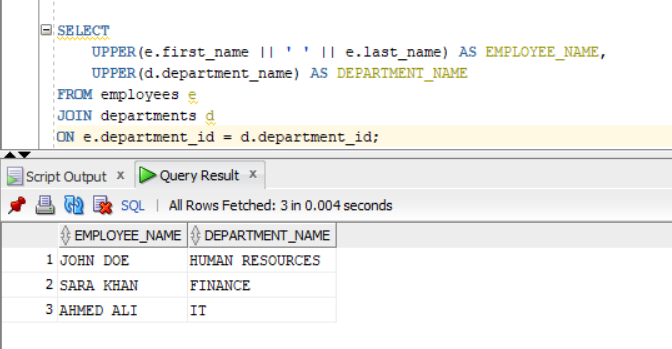 SELECT
UPPER(e.first_name || ' ' || e.last_name) AS EMPLOYEE_NAME,
UPPER(d.department_name) AS DEPARTMENT_NAME
FROM employees e
JOIN departments d
ON e.department_id = d.department_id;
Script Output x Query Result x
SQL | All Rows Fetched: 3 in 0.004 seconds
EMPLOYEE_NAME DEPARTMENT_NAME
1 JOHN DOE HUMAN RESOURCES
2 SARA KHAN FINANCE
3 AHMED ALI IT